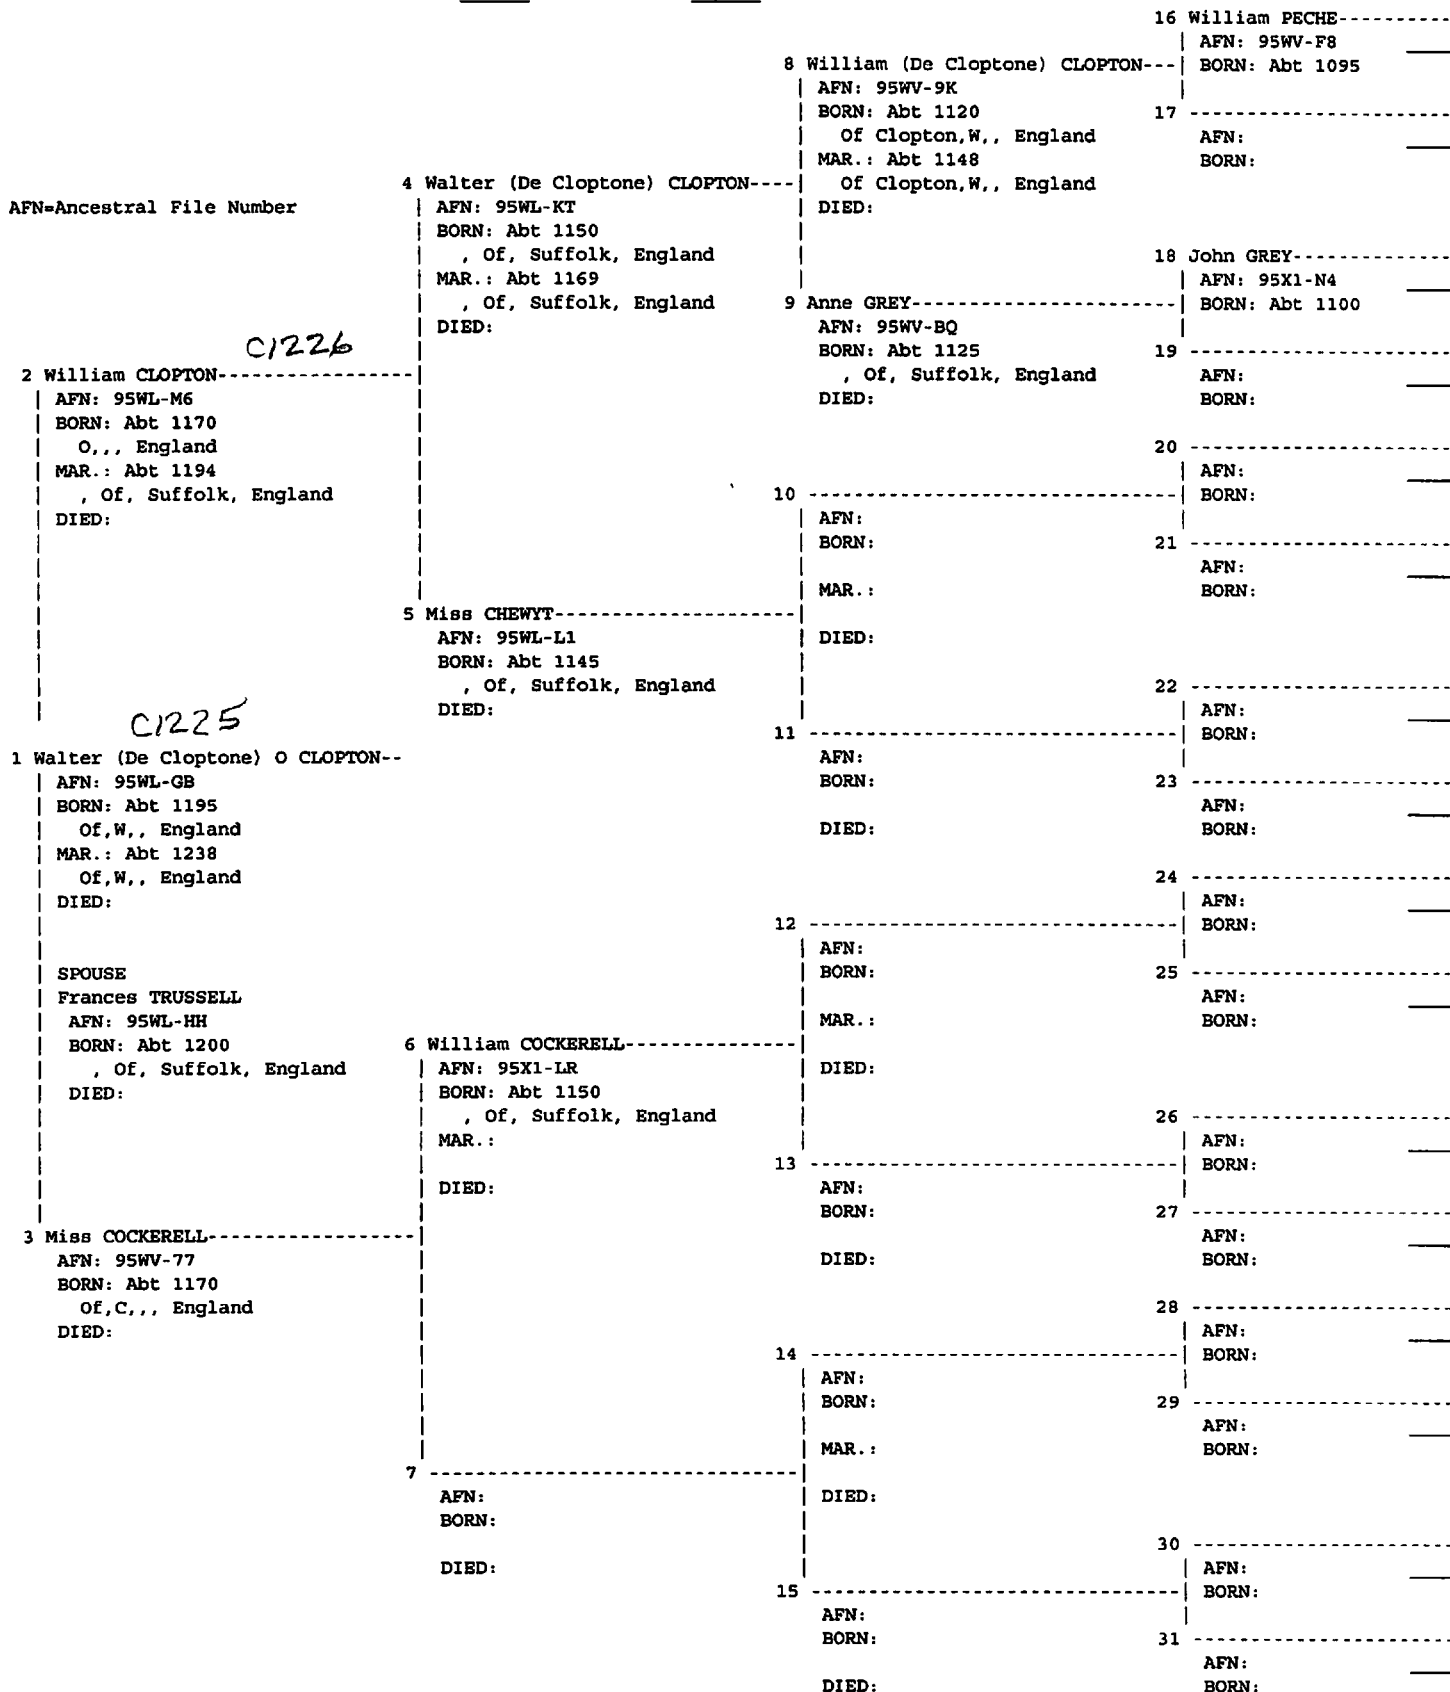 AFN=Ancestral File Number
C1226
2 William CLOPTON
AFN: 95WL-M6
BORN: Abt 1170
O,,, England
MAR.: Abt 1194
, Of, Suffolk, England
DIED:
C1225
1 Walter (De Cloptone) O CLOPTON--
AFN: 95WL-GB
BORN: Abt 1195
Of,W,, England
MAR.: Abt 1238
Of,W,, England
DIED:
SPOUSE
Frances TRUSSELL
AFN: 95WL-HH
BORN: Abt 1200
, Of, Suffolk, England
DIED:
3 Miss COCKERELL
AFN: 95WV-77
BORN: Abt 1170
Of,C,,, England
DIED:
4 Walter (De Cloptone) CLOPTON----
AFN: 95WL-KT
BORN: Abt 1150
, Of, Suffolk, England
MAR.: Abt 1169
, Of, Suffolk, England
DIED:
5 Miss CHEWYT
AFN: 95WL-L1
BORN: Abt 1145
, Of, Suffolk, England
DIED:
6 William COCKERELL
AFN: 95X1-LR
BORN: Abt 1150
, Of, Suffolk, England
MAR.:
DIED:
7
AFN:
BORN:
DIED:
8 William (De Cloptone) CLOPTON---
AFN: 95WV-9K
BORN: Abt 1120
Of Clopton,W,, England
MAR.: Abt 1148
Of Clopton,W,, England
DIED:
9 Anne GREY
AFN: 95WV-BQ
BORN: Abt 1125
, Of, Suffolk, England
DIED:
10
AFN:
BORN:
MAR.:
DIED:
11
AFN:
BORN:
DIED:
12
AFN:
BORN:
MAR.:
DIED:
13
AFN:
BORN:
DIED:
14
AFN:
BORN:
MAR.:
DIED:
15
AFN:
BORN:
DIED:
16 William PECHE
AFN: 95WV-F8
BORN: Abt 1095
17
AFN:
BORN:
18 John GREY
AFN: 95X1-N4
BORN: Abt 1100
19
AFN:
BORN:
20
AFN:
BORN:
21
AFN:
BORN:
22
AFN:
BORN:
23
AFN:
BORN:
24
AFN:
BORN:
25
AFN:
BORN:
26
AFN:
BORN:
27
AFN:
BORN:
28
AFN:
BORN:
29
AFN:
BORN:
30
AFN:
BORN:
31
AFN:
BORN: